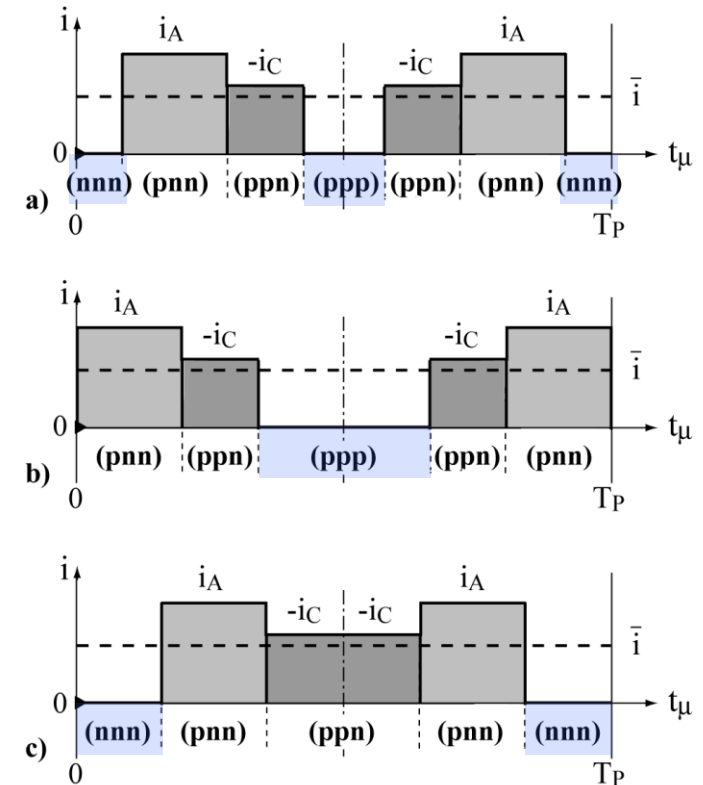 i
i_A -i_C -i_C i_A
i̅
0 t_μ
(nnn) (pnn) (ppn) (ppp) (ppn) (pnn) (nnn)
a)
0 T_P
i
i_A -i_C -i_C i_A
i̅
0 t_μ
(pnn) (ppn) (ppp) (ppn) (pnn)
b)
0 T_P
i
i_A -i_C -i_C i_A
i̅
0 t_μ
(nnn) (pnn) (ppn) (pnn) (nnn)
c)
0 T_P